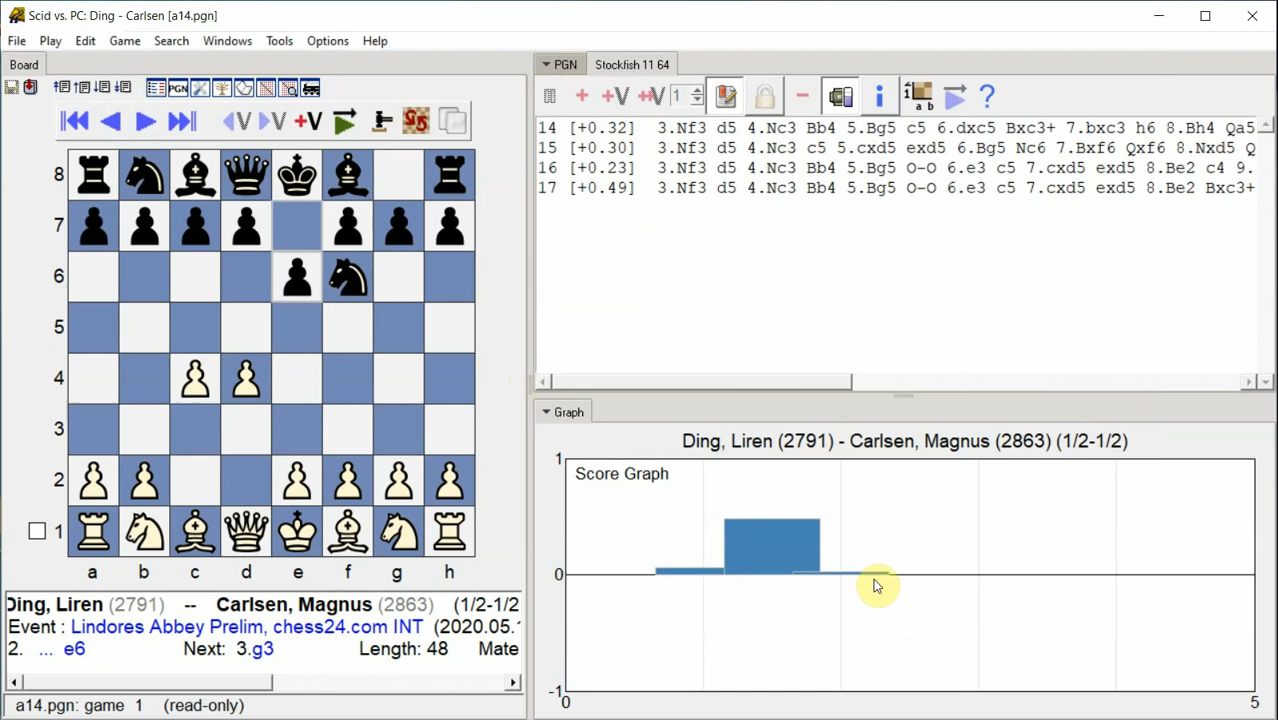 Scid vs. PC: Ding - Carlsen [a14.pgn]
File Play Edit Game Search Windows Tools Options Help
Board
PGN
Stockfish 11 64
PGN
+V
+V +V 1 a b ?
14 [+0.32] 3.Nf3 d5 4.Nc3 Bb4 5.Bg5 c5 6.dxc5 Bxc3+ 7.bxc3 h6 8.Bh4 Qa5
15 [+0.30] 3.Nf3 d5 4.Nc3 c5 5.cxd5 exd5 6.Bg5 Nc6 7.Bxf6 Qxf6 8.Nxd5 Q
16 [+0.23] 3.Nf3 d5 4.Nc3 Bb4 5.Bg5 O-O 6.e3 c5 7.cxd5 exd5 8.Be2 c4 9.
17 [+0.49] 3.Nf3 d5 4.Nc3 Bb4 5.Bg5 O-O 6.e3 c5 7.cxd5 exd5 8.Be2 Bxc3+
8
7
6
5
4
3
2
1
a b c d e f g h
Ding, Liren (2791) -- Carlsen, Magnus (2863) (1/2-1/2
Event : Lindores Abbey Prelim, chess24.com INT (2020.05.
2. ... e6 Next: 3.g3 Length: 48 Mate
a14.pgn: game 1 (read-only)
Graph
Ding, Liren (2791) - Carlsen, Magnus (2863) (1/2-1/2)
Score Graph
1
0
-1
0 5